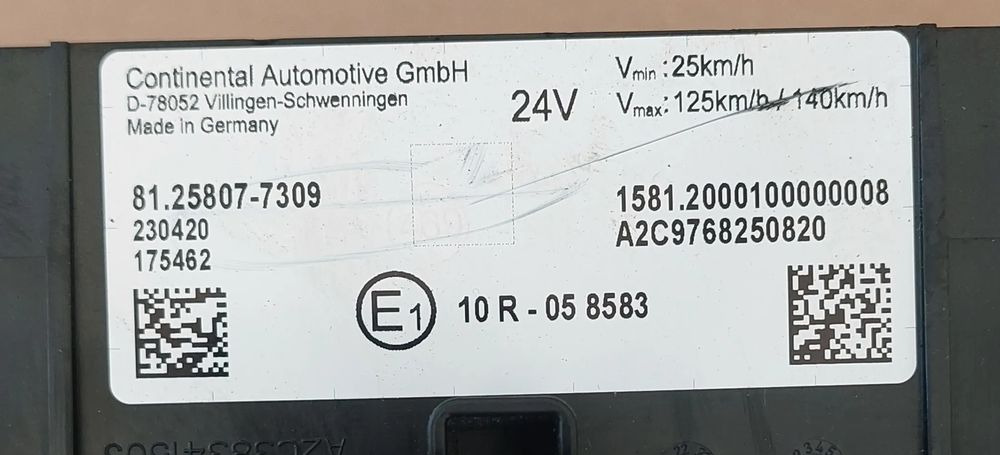 Continental Automotive GmbH
D-78052 Villingen-Schwenningen
Made in Germany
24V
Vmin : 25km/h
Vmax: 125km/h / 140km/h
81.25807-7309
230420
175462
1581.2000100000008
A2C9768250820
E1
10 R - 05 8583